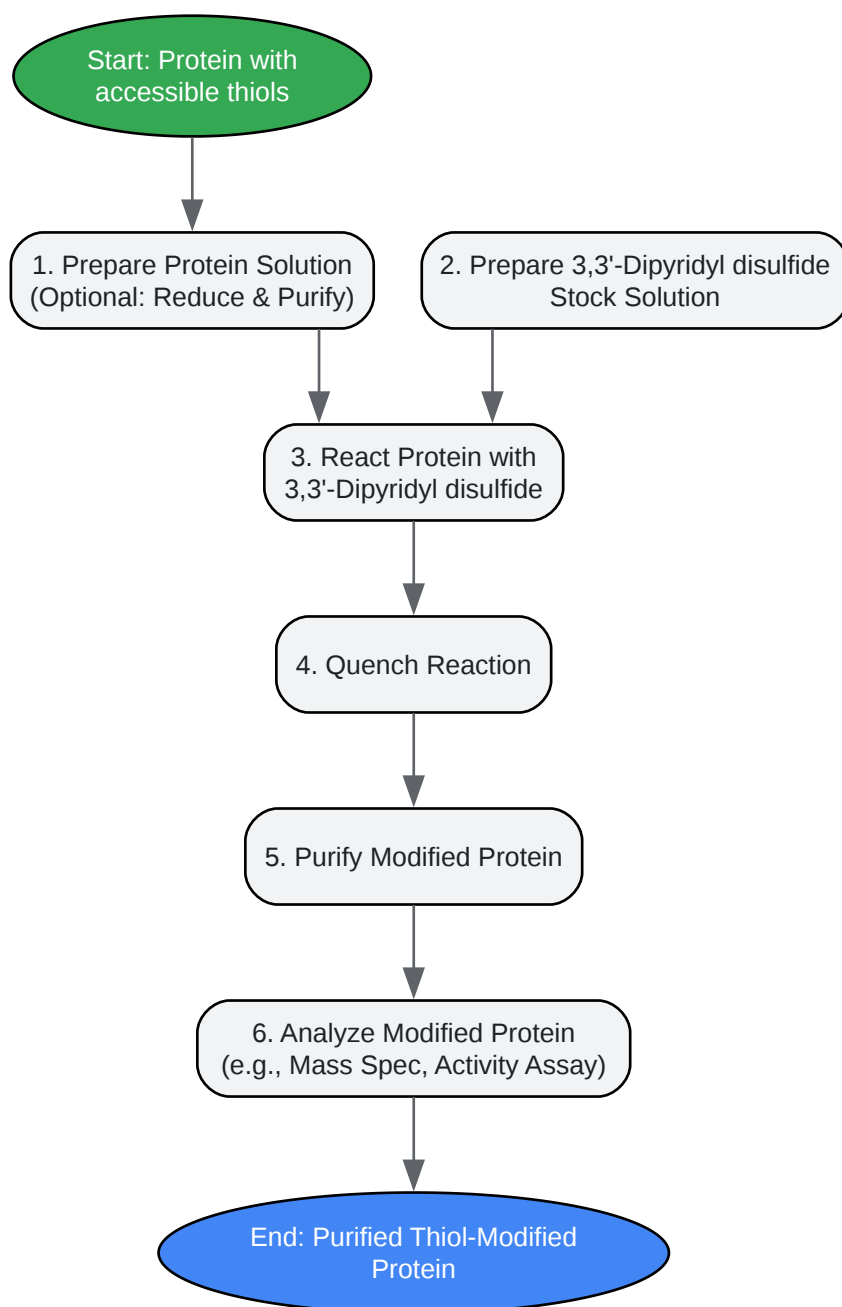 Start: Protein with
accessible thiols
1. Prepare Protein Solution
(Optional: Reduce & Purify)
2. Prepare 3,3'-Dipyridyl disulfide
Stock Solution
3. React Protein with
3,3'-Dipyridyl disulfide
4. Quench Reaction
5. Purify Modified Protein
6. Analyze Modified Protein
(e.g., Mass Spec, Activity Assay)
End: Purified Thiol-Modified
Protein